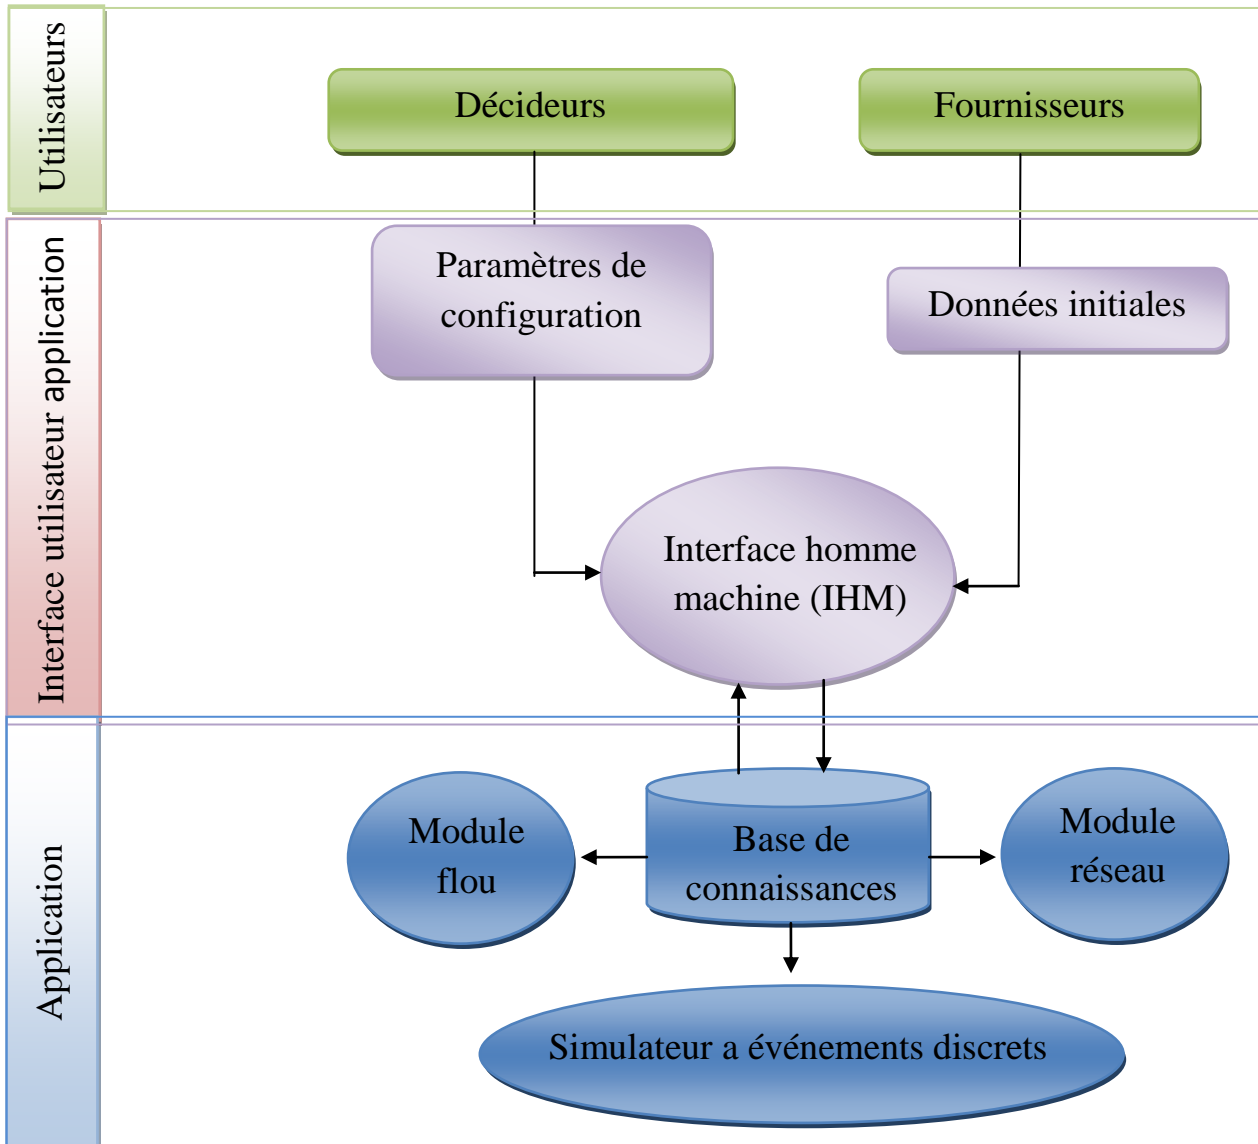 Utilisateurs
Décideurs
Fournisseurs
Interface utilisateur application
Paramètres de
configuration
Données initiales
Interface homme
machine (IHM)
Application
Module
flou
Base de
connaissances
Module
réseau
Simulateur a événements discrets